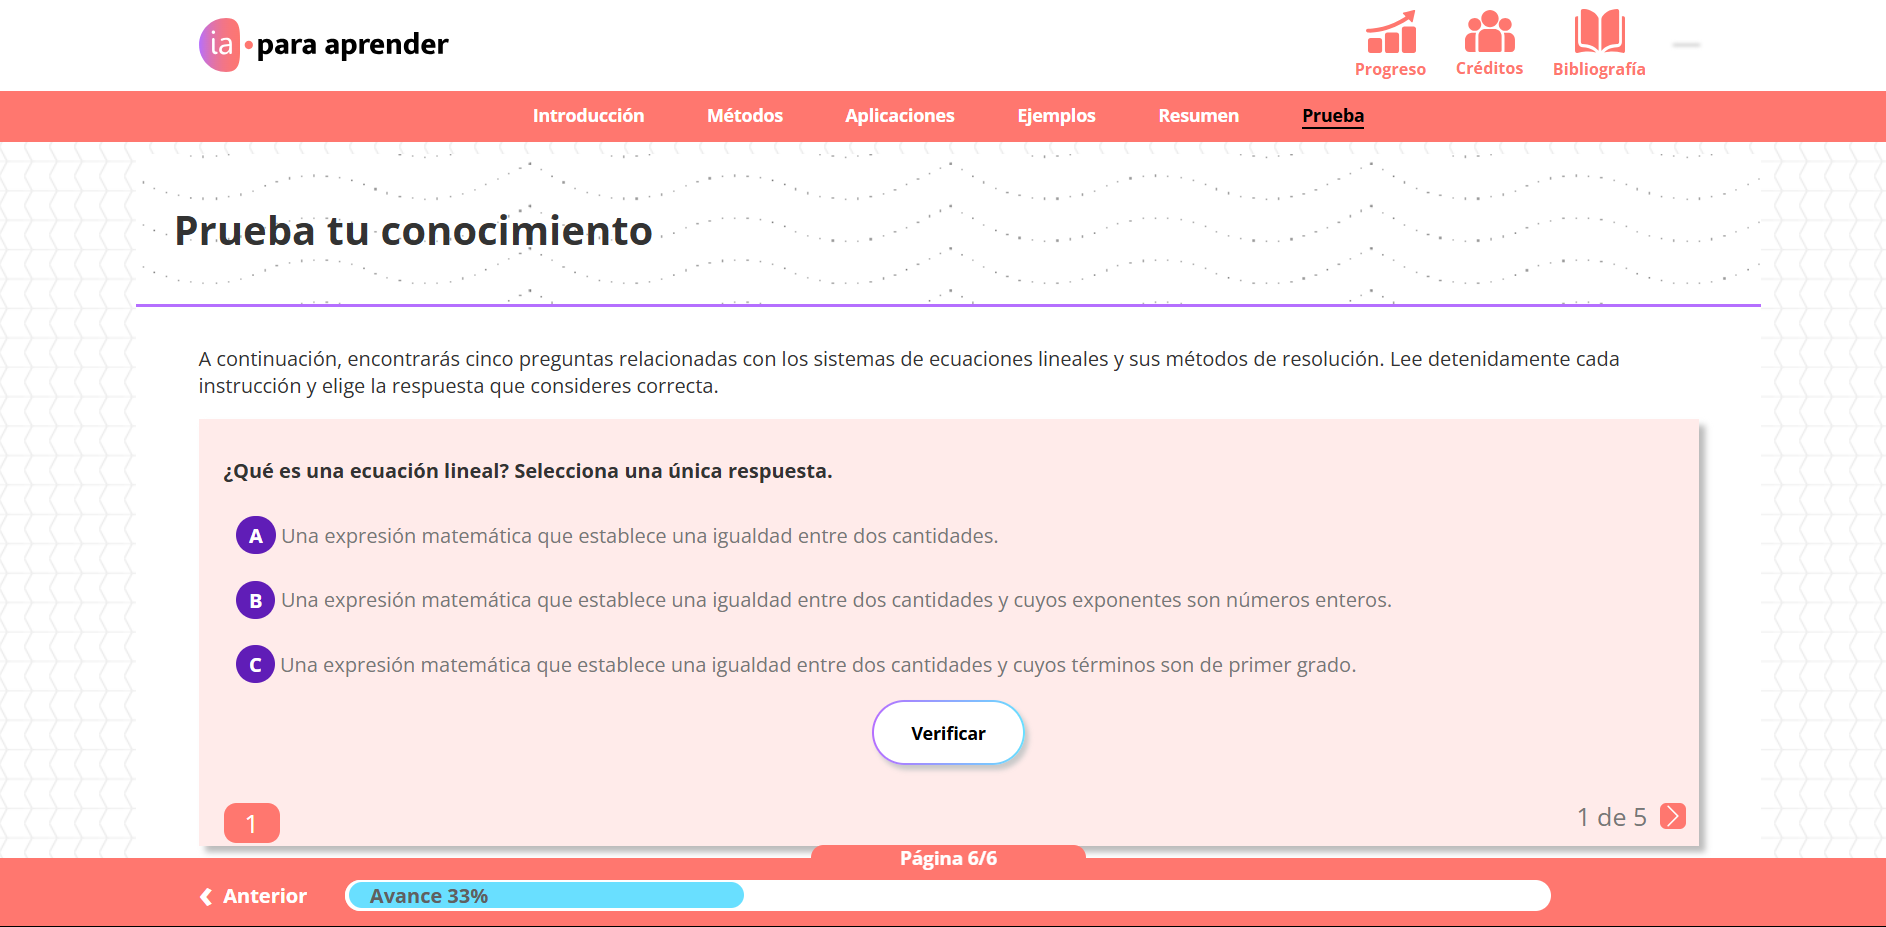 ia para aprender
Progreso
Créditos
Bibliografía
Introducción
Métodos
Aplicaciones
Ejemplos
Resumen
Prueba
Prueba tu conocimiento
A continuación, encontrarás cinco preguntas relacionadas con los sistemas de ecuaciones lineales y sus métodos de resolución. Lee detenidamente cada
instrucción y elige la respuesta que consideres correcta.
¿Qué es una ecuación lineal? Selecciona una única respuesta.
A Una expresión matemática que establece una igualdad entre dos cantidades.
B Una expresión matemática que establece una igualdad entre dos cantidades y cuyos exponentes son números enteros.
C Una expresión matemática que establece una igualdad entre dos cantidades y cuyos términos son de primer grado.
Verificar
1
1 de 5
Página 6/6
Anterior
Avance 33%